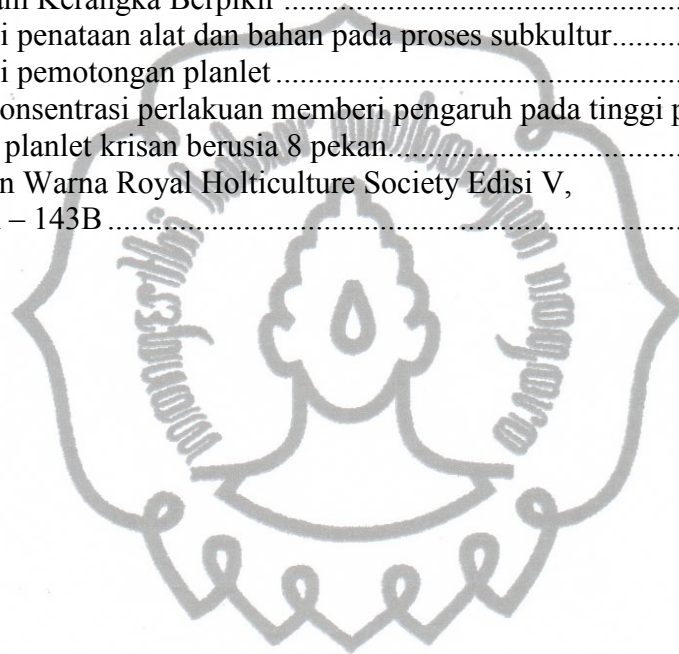 Kerangka Berpikir ................................................
i penataan alat dan bahan pada proses subkultur..........
i pemotongan planlet ................................................
onsentrasi perlakuan memberi pengaruh pada tinggi p
planlet krisan berusia 8 pekan....................................
n Warna Royal Holticulture Society Edisi V,
– 143B ........................................................................